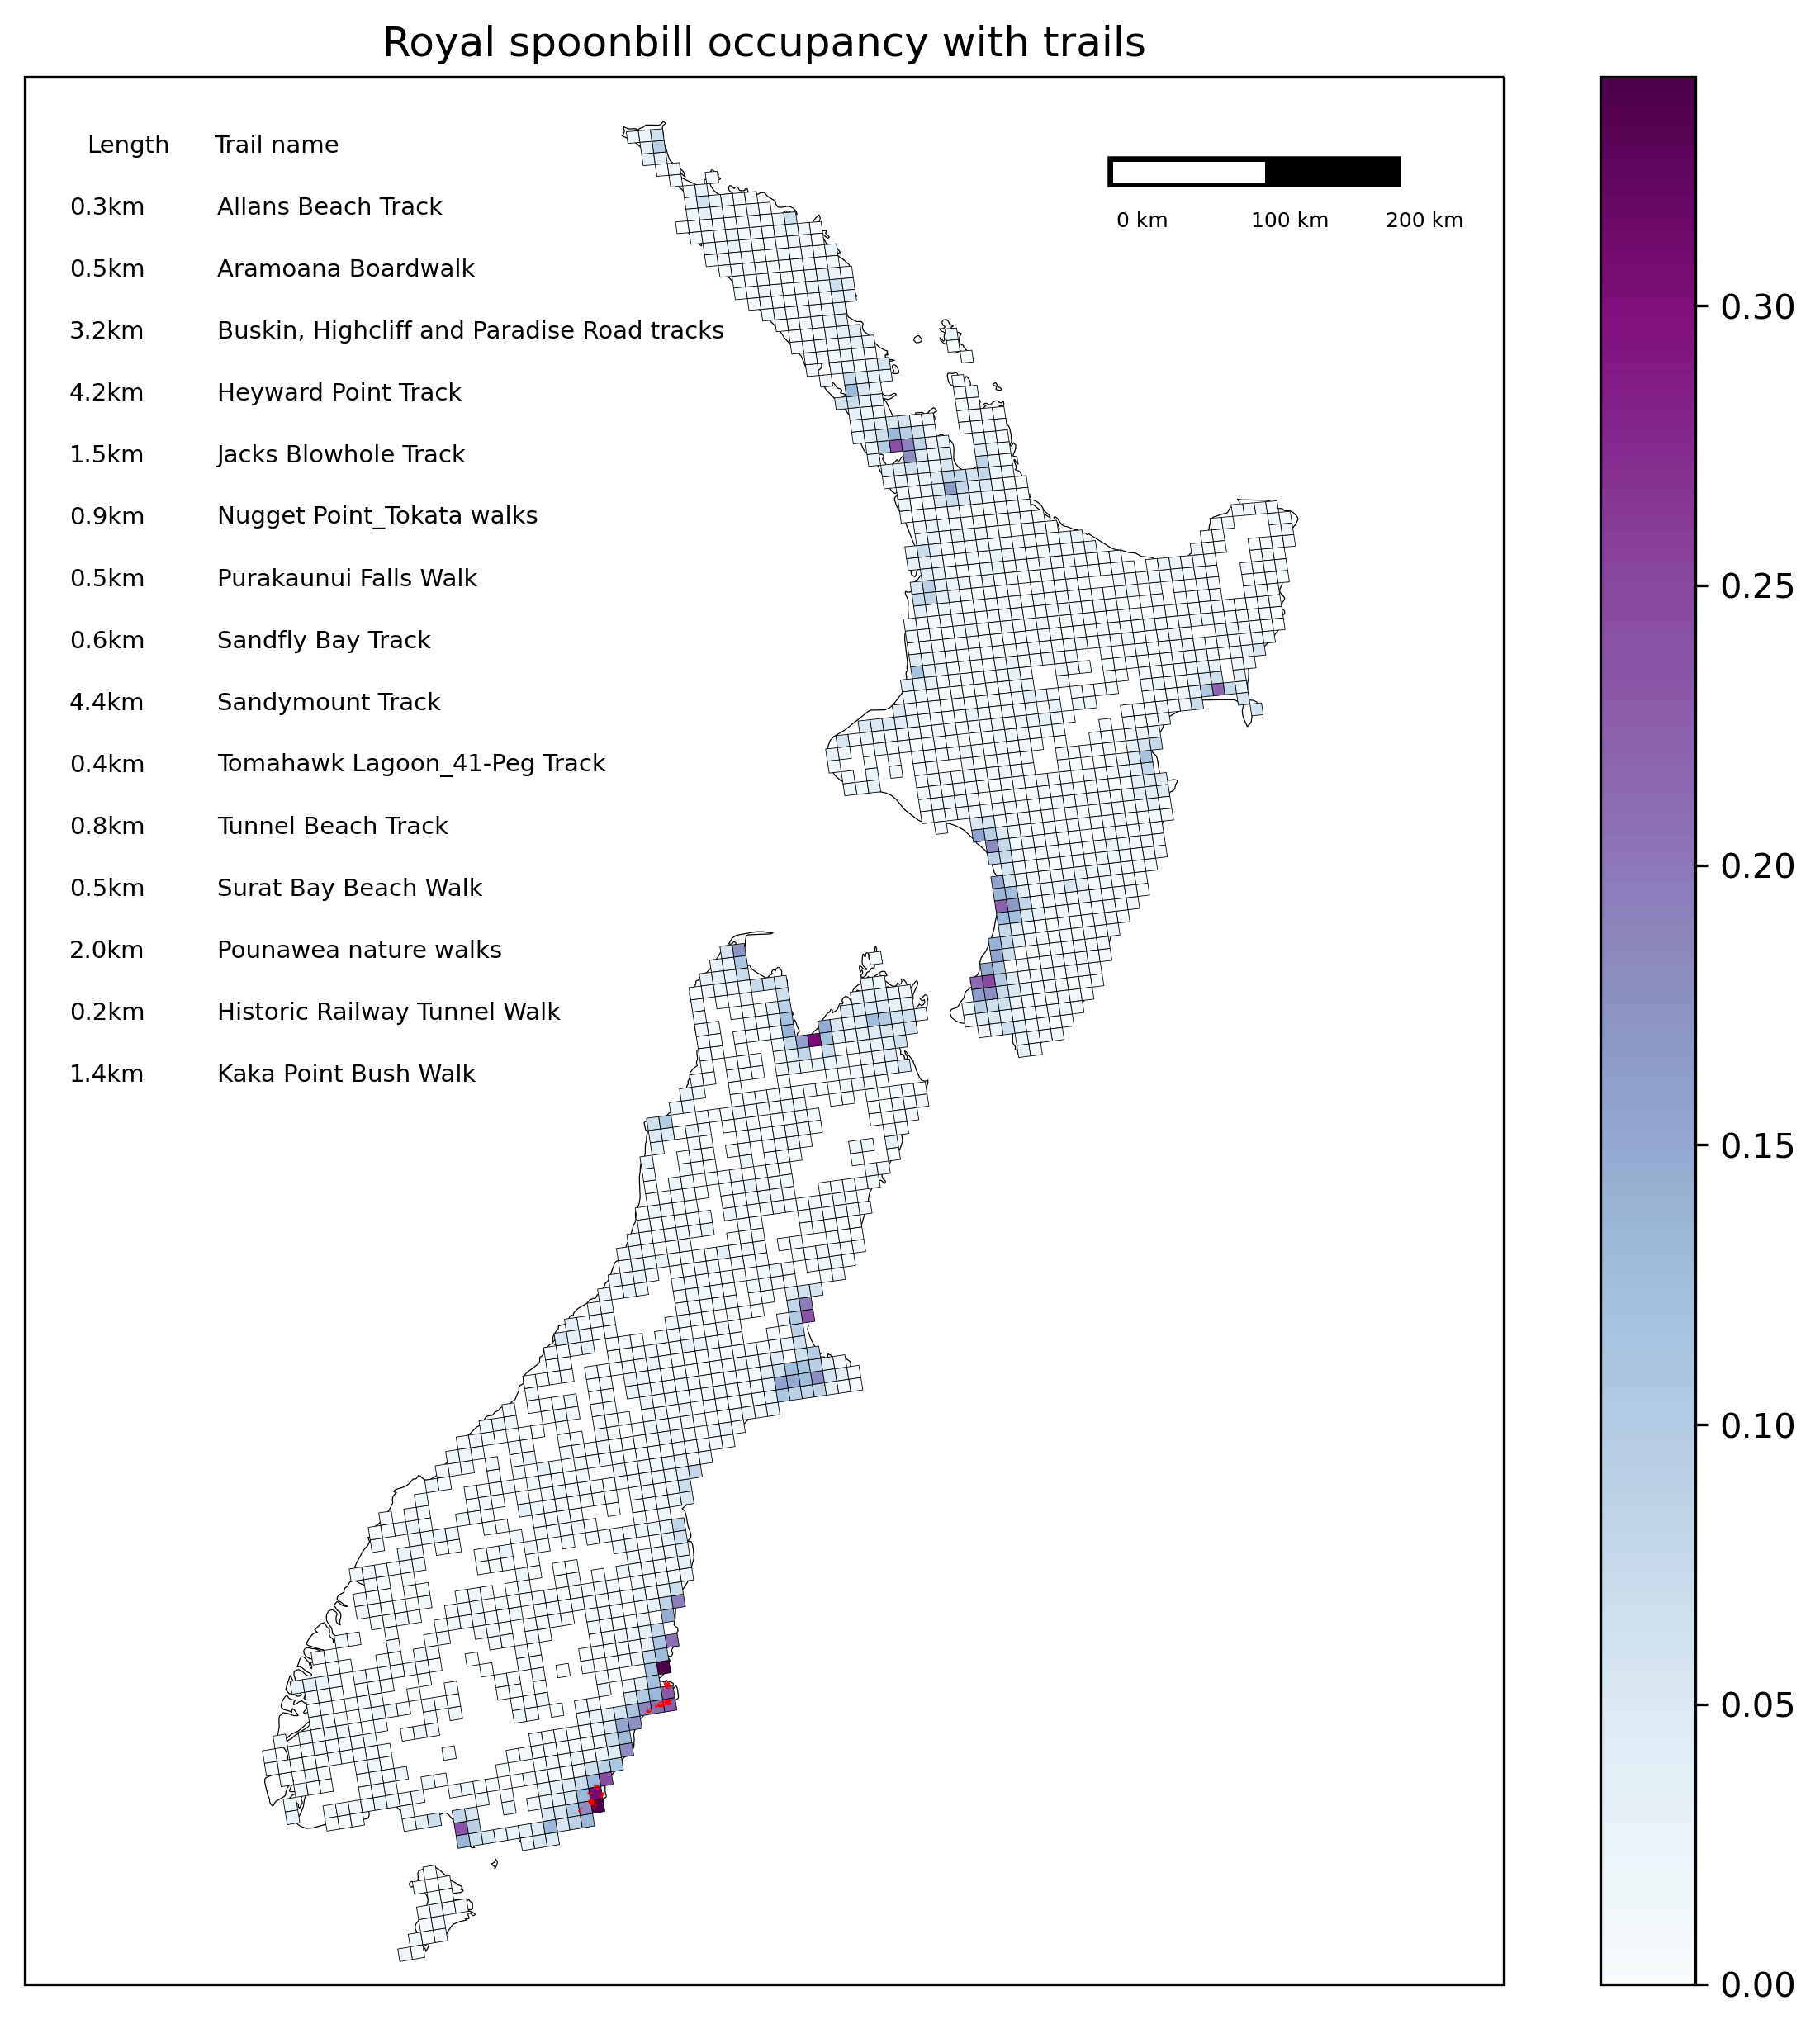 Royal spoonbill occupancy with trails
Length Trail name
0.3km Allans Beach Track
0.5km Aramoana Boardwalk
3.2km Buskin, Highcliff and Paradise Road tracks
4.2km Heyward Point Track
1.5km Jacks Blowhole Track
0.9km Nugget Point_Tokata walks
0.5km Purakaunui Falls Walk
0.6km Sandfly Bay Track
4.4km Sandymount Track
0.4km Tomahawk Lagoon_41-Peg Track
0.8km Tunnel Beach Track
0.5km Surat Bay Beach Walk
2.0km Pounawea nature walks
0.2km Historic Railway Tunnel Walk
1.4km Kaka Point Bush Walk
0 km 100 km 200 km
0.30
0.25
0.20
0.15
0.10
0.05
0.00